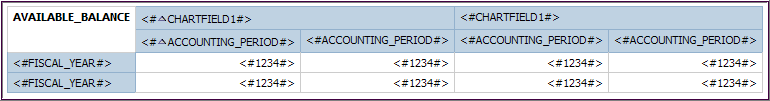 AVAILABLE_BALANCE <#△CHARTFIELD1#> <#CHARTFIELD1#>
<#△ACCOUNTING_PERIOD#> <#ACCOUNTING_PERIOD#> <#△ACCOUNTING_PERIOD#> <#ACCOUNTING_PERIOD#>
<#FISCAL_YEAR#> <#1234#> <#1234#> <#1234#> <#1234#>
<#FISCAL_YEAR#> <#1234#> <#1234#> <#1234#> <#1234#>